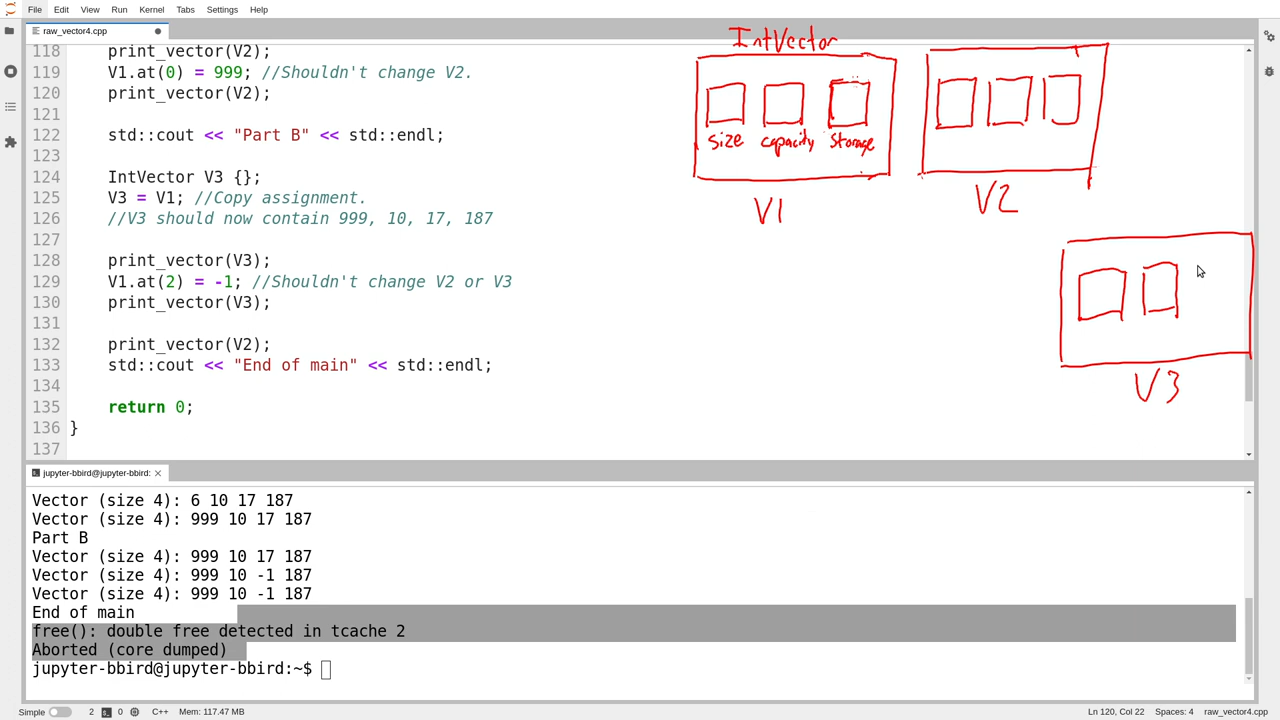 File Edit View Run Kernel Tabs Settings Help
raw_vector4.cpp
118 print_vector(V2);
119 V1.at(0) = 999; //Shouldn't change V2.
120 print_vector(V2);
121
122 std::cout << "Part B" << std::endl;
123
124 IntVector V3 {};
125 V3 = V1; //Copy assignment.
126 //V3 should now contain 999, 10, 17, 187
127
128 print_vector(V3);
129 V1.at(2) = -1; //Shouldn't change V2 or V3
130 print_vector(V3);
131
132 print_vector(V2);
133 std::cout << "End of main" << std::endl;
134
135 return 0;
136 }
137
IntVector
size capacity storage
V1
V2
V3
jupyter-bbird@jupyter-bbird:
Vector (size 4): 6 10 17 187
Vector (size 4): 999 10 17 187
Part B
Vector (size 4): 999 10 17 187
Vector (size 4): 999 10 -1 187
Vector (size 4): 999 10 -1 187
End of main
free(): double free detected in tcache 2
Aborted (core dumped)
jupyter-bbird@jupyter-bbird:~$
Simple 2 0 C++ Mem: 117.47 MB Ln 120, Col 22 Spaces: 4 raw_vector4.cpp